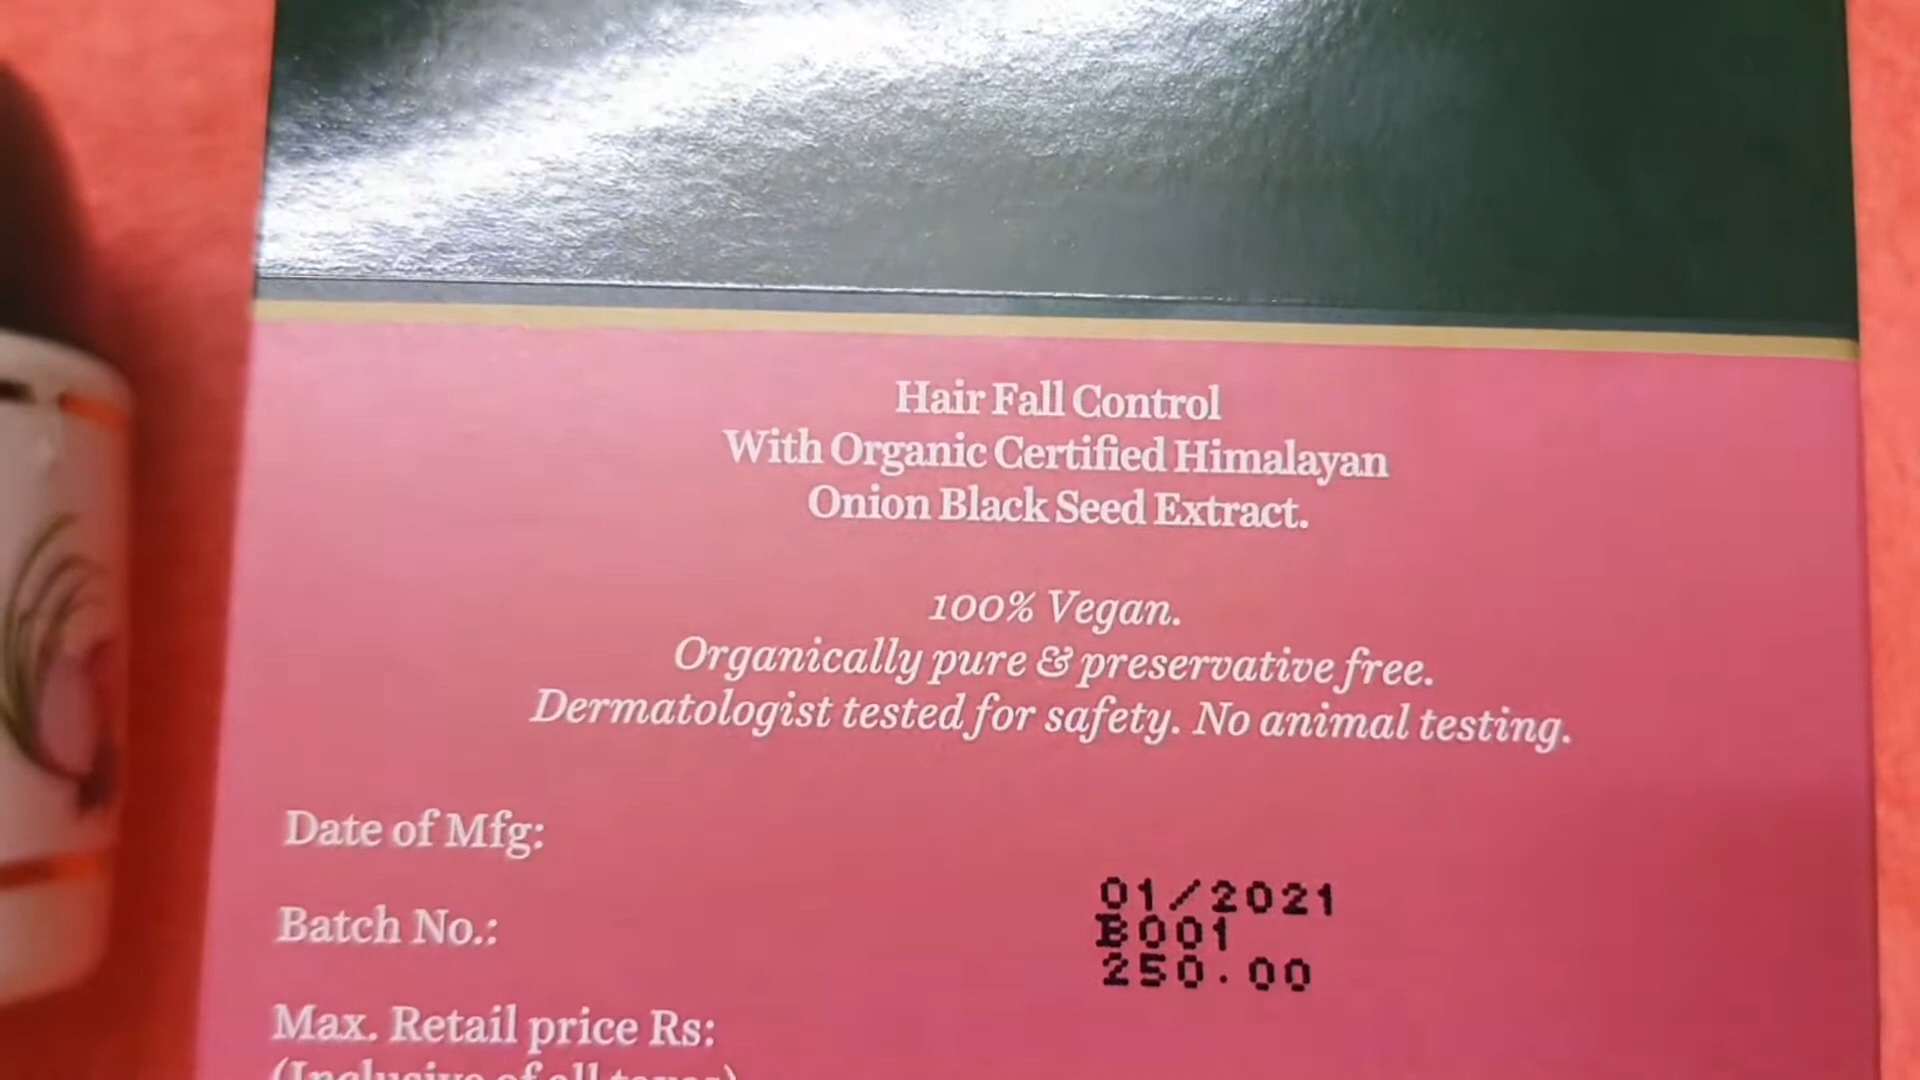 Hair Fall Control
With Organic Certified Himalayan
Onion Black Seed Extract.
100% Vegan.
Organically pure & preservative free.
Dermatologist tested for safety. No animal testing.
Date of Mfg:
01/2021
Batch No.:
B001
250.00
Max. Retail price Rs:
(Inclusive of all taxes)